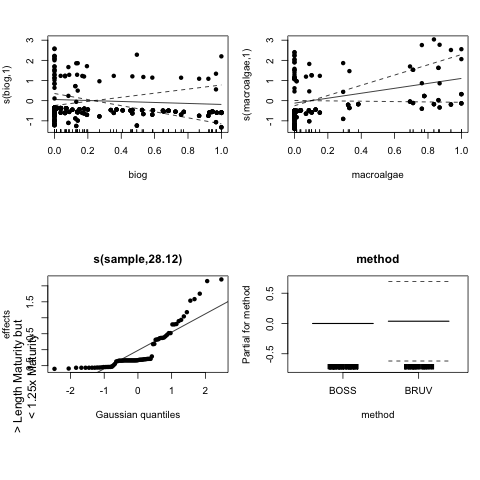 s(biog,1)
3
2
1
0
-1
0.0 0.2 0.4 0.6 0.8 1.0
biog
s(macroalgae,1)
3
2
1
0
-1
0.0 0.2 0.4 0.6 0.8 1.0
macroalgae
s(sample,28.12)
> Length Maturity but
< 1.25x Maturity
effects
1.5
0.5
-2 -1 0 1 2
Gaussian quantiles
method
Partial for method
0.5
0.0
-0.5
BOSS BRUV
method